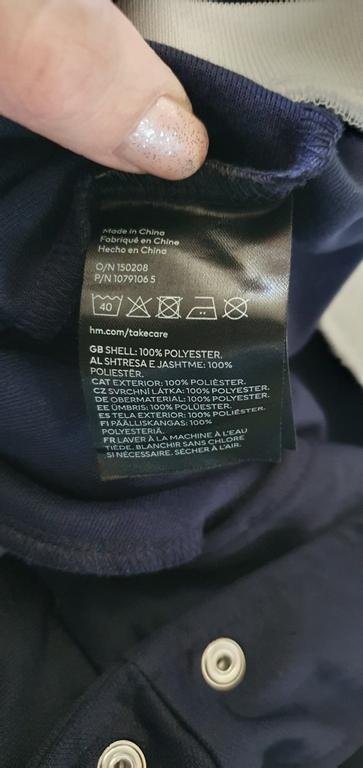 Made in China
Fabriqué en Chine
Hecho en China
O/N 150208
P/N 1079106 5
40
hm.com/takecare
GB SHELL: 100% POLYESTER.
AL SHTRESA E JASHTME: 100%
POLIESTËR.
CAT EXTERIOR: 100% POLIÈSTER.
CZ SVRCHNÍ LÁTKA: 100% POLYESTER.
DE OBERMATERIAL: 100% POLYESTER
EE ÜMBRIS: 100% POLÜESTER.
ES TELA EXTERIOR: 100% POLIÉSTER.
FI PÄÄLLISKANGAS: 100%
POLYESTERIÄ.
FR LAVER À LA MACHINE À L'EAU
TIÈDE. BLANCHIR SANS CHLORE
SI NÉCESSAIRE. SÉCHER À L'AIR.